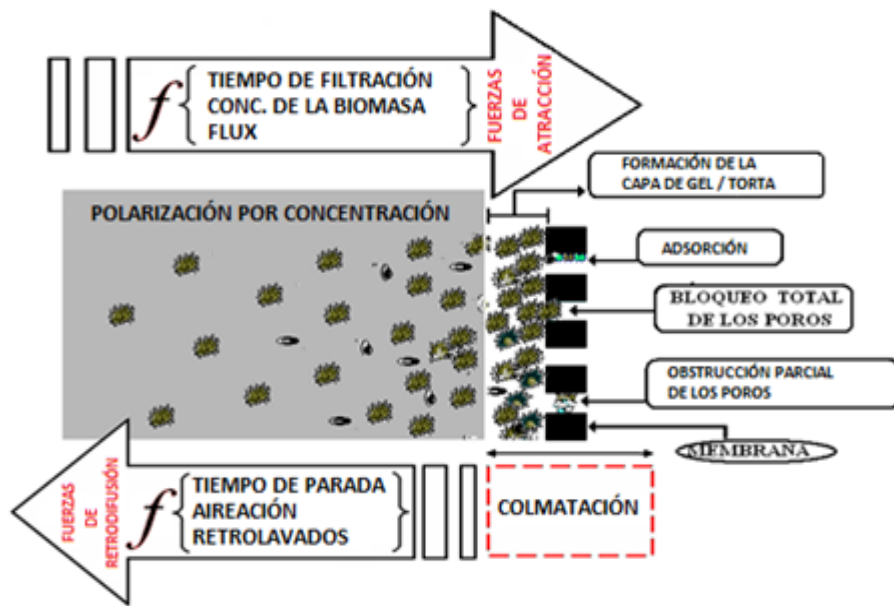 f
TIEMPO DE FILTRACIÓN
CONC. DE LA BIOMASA
FLUX
FUERZAS
DE
ATRACCIÓN
FORMACIÓN DE LA
CAPA DE GEL / TORTA
POLARIZACIÓN POR CONCENTRACIÓN
ADSORCIÓN
BLOQUEO TOTAL
DE LOS POROS
OBSTRUCCIÓN PARCIAL
DE LOS POROS
MEMBRANA
FUERZAS
DE
RETRODIFUSIÓN
f
TIEMPO DE PARADA
AIREACIÓN
RETROLAVADOS
COLMATACIÓN